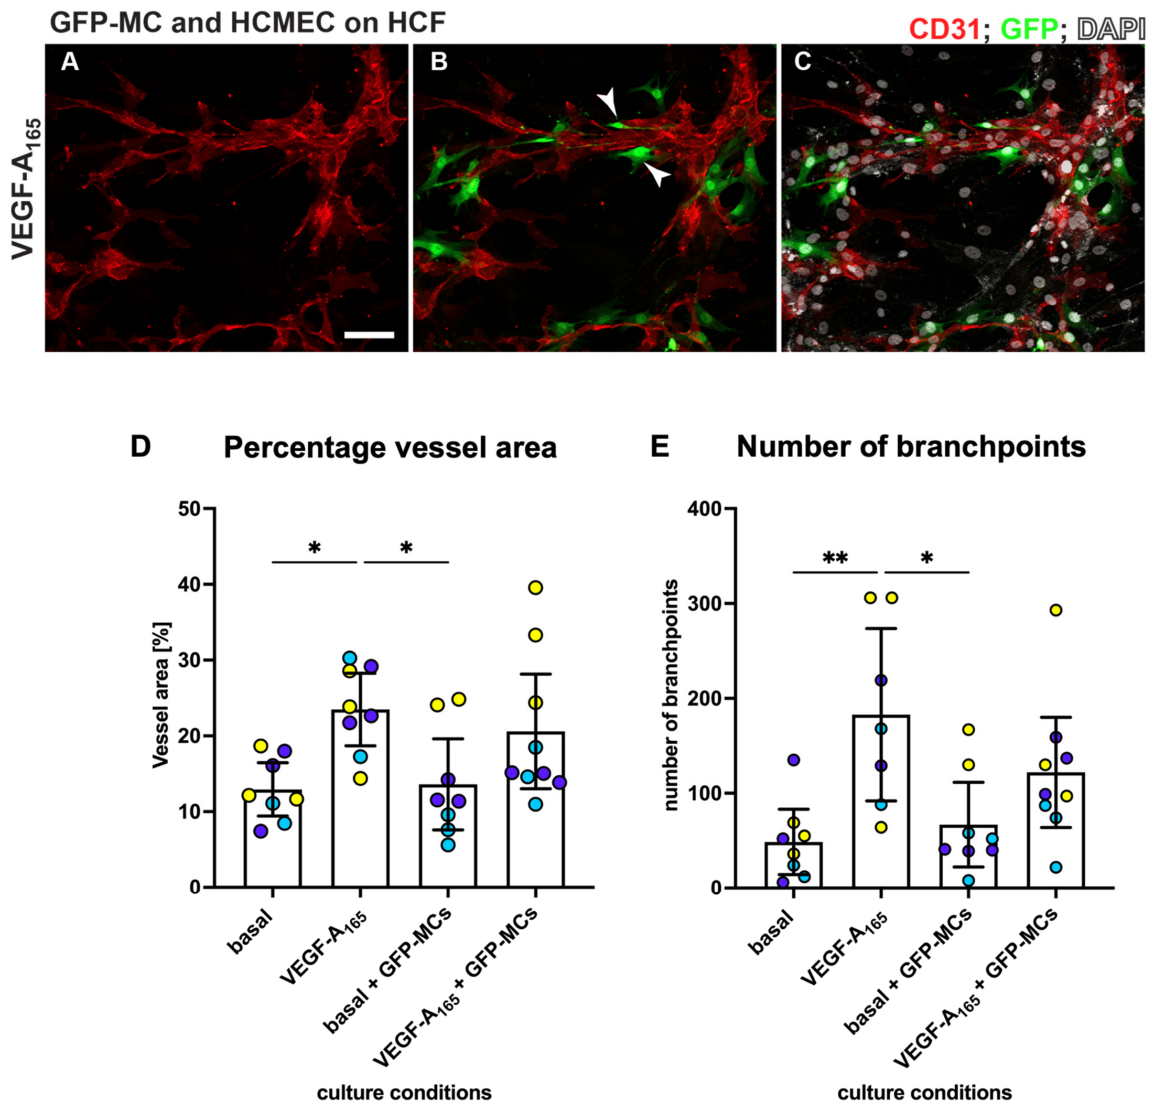 GFP-MC and HCMEC on HCF
CD31; GFP; DAPI
VEGF-A165
A
B
C
D Percentage vessel area
Vessel area [%]
50
40
30
20
10
0
* *
basal
VEGF-A165
basal + GFP-MCs
VEGF-A165 + GFP-MCs
culture conditions
E Number of branchpoints
number of branchpoints
400
300
200
100
0
** *
basal
VEGF-A165
basal + GFP-MCs
VEGF-A165 + GFP-MCs
culture conditions